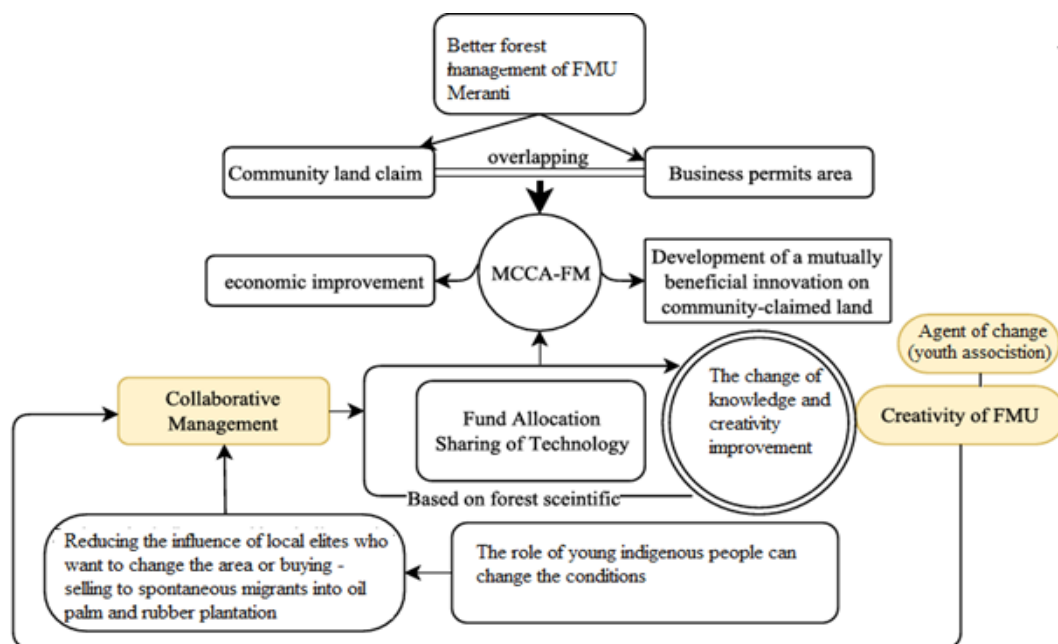 Better forest
management of FMU
Meranti
Community land claim
overlapping
Business permits area
economic improvement
MCCA-FM
Development of a mutually
beneficial innovation on
community-claimed land
Agent of change
(youth associstion)
Collaborative
Management
Fund Allocation
Sharing of Technology
The change of
knowledge and
creativity
improvement
Creativity of FMU
Based on forest sceintific
Reducing the influence of local elites who
want to change the area or buying -
selling to spontaneous migrants into oil
palm and rubber plantation
The role of young indigenous people can
change the conditions